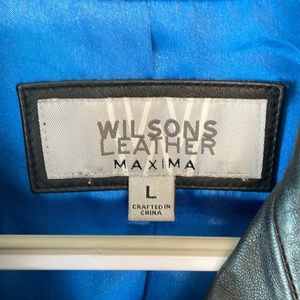 WILSONS
LEATHER
MAXIMA
L
CRAFTED IN
CHINA